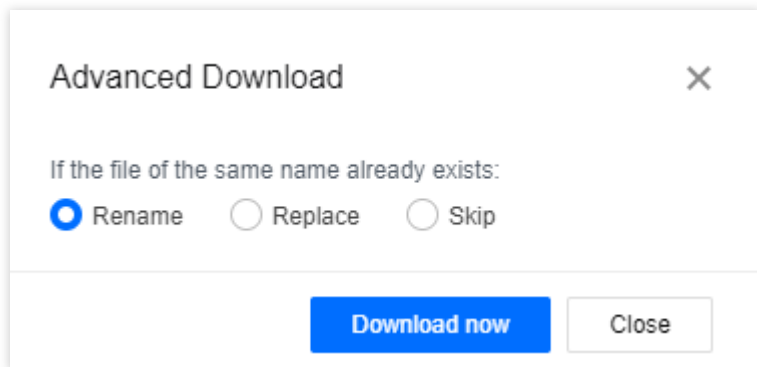 Advanced Download
If the file of the same name already exists:
Rename Replace Skip
Download now Close